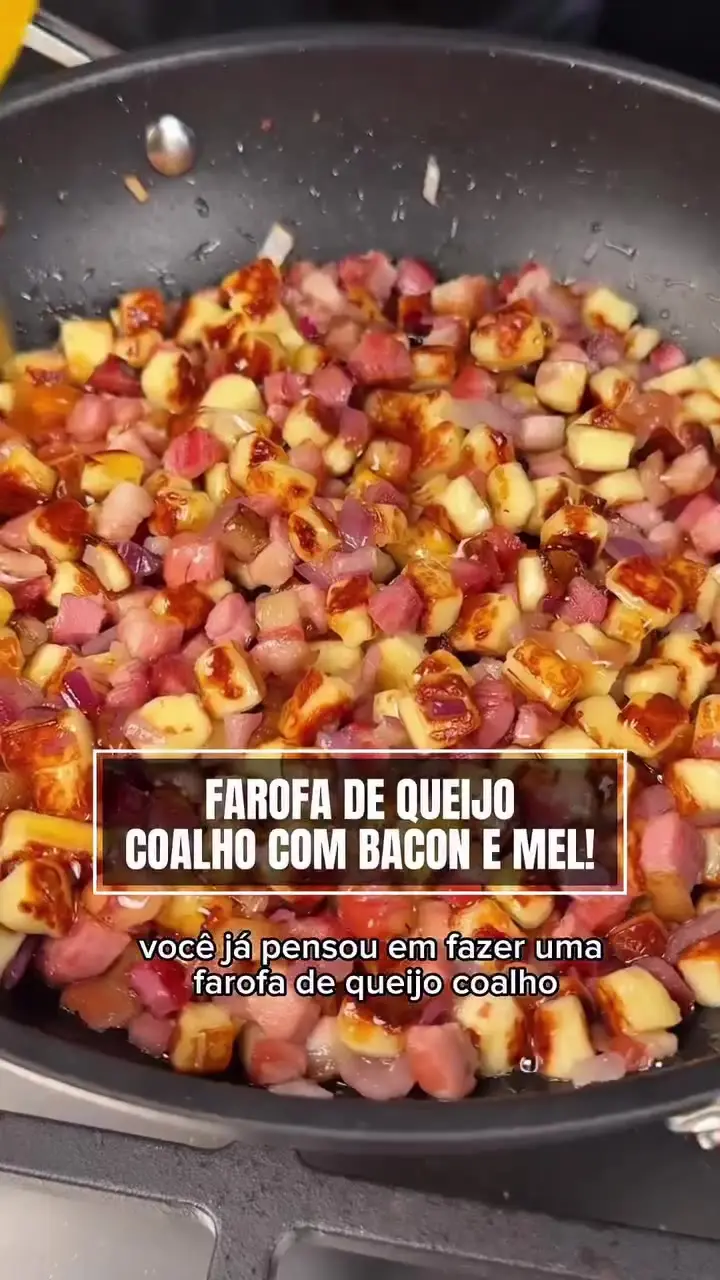 FAROFA DE QUEIJO
COALHO COM BACON E MEL!
você já pensou em fazer uma
farofa de queijo coalho